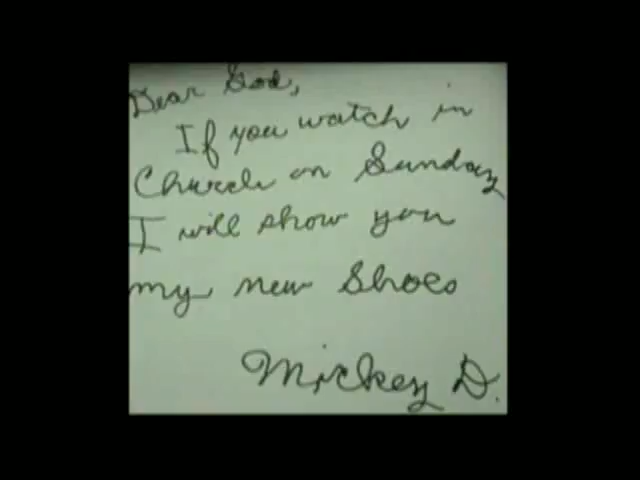 Dear God,
If you watch in
Church on Sunday
I will show you
my new Shoes
Mickey D.